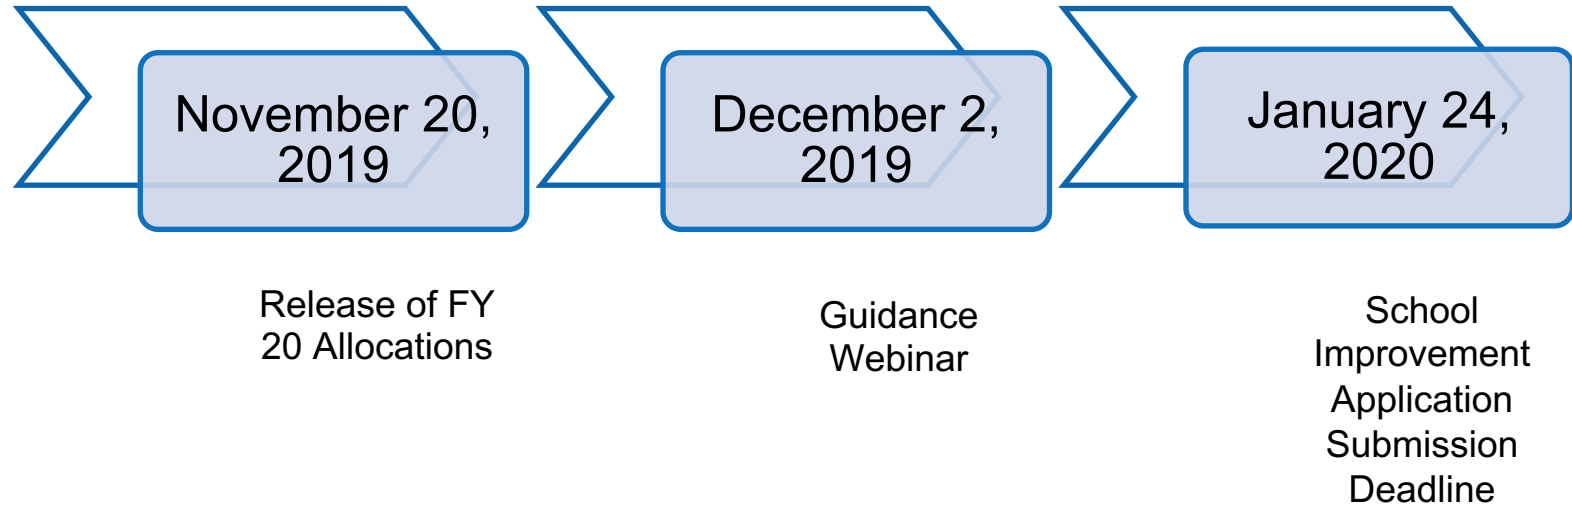 November 20,
2019
Release of FY
20 Allocations
December 2,
2019
Guidance
Webinar
January 24,
2020
School
Improvement
Application
Submission
Deadline